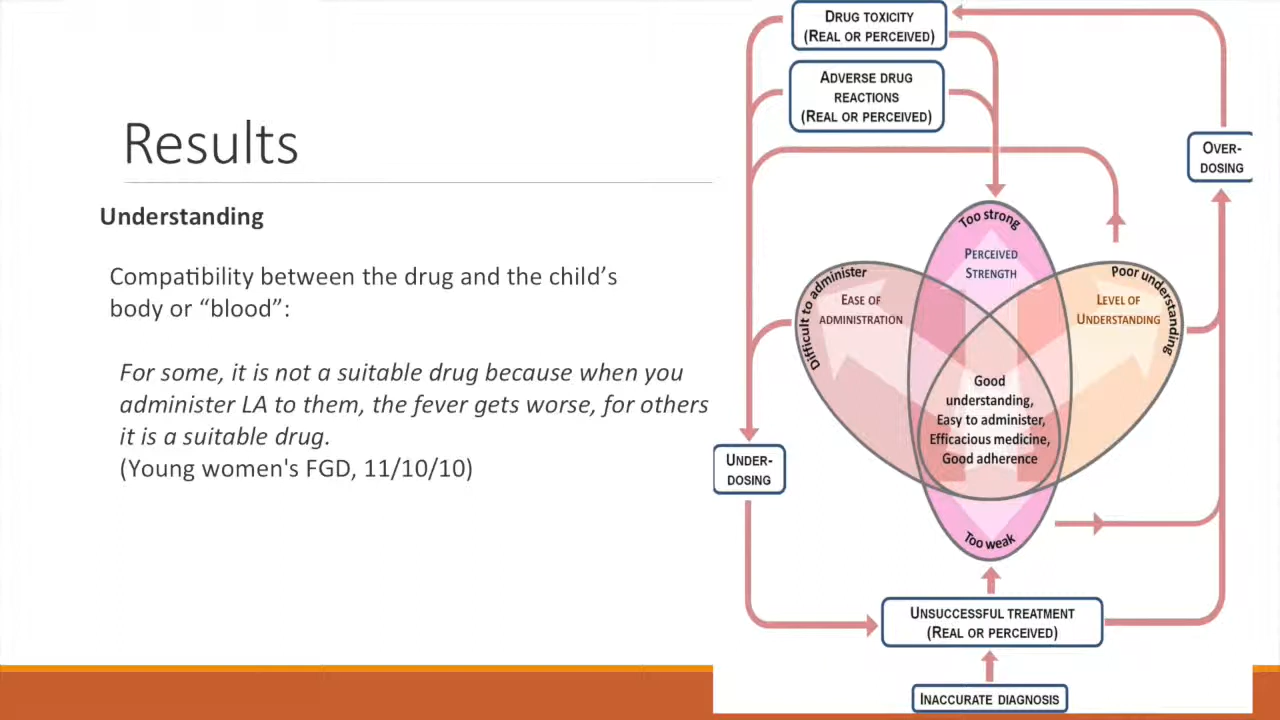 Results
Understanding
Compatibility between the drug and the child's
body or “blood”:
For some, it is not a suitable drug because when you
administer LA to them, the fever gets worse, for others
it is a suitable drug.
(Young women's FGD, 11/10/10)
DRUG TOXICITY
(REAL OR PERCEIVED)
ADVERSE DRUG
REACTIONS
(REAL OR PERCEIVED)
OVER-
DOSING
Too strong
PERCEIVED
STRENGTH
Difficult to administer
EASE OF
ADMINISTRATION
Poor understanding
LEVEL OF
UNDERSTANDING
Good
understanding,
Easy to administer,
Efficacious medicine,
Good adherence
UNDER-
DOSING
Too weak
UNSUCCESSFUL TREATMENT
(REAL OR PERCEIVED)
INACCURATE DIAGNOSIS